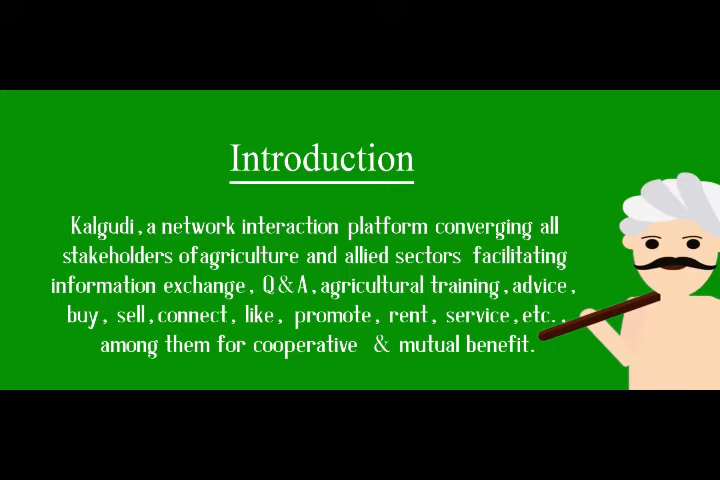 Introduction
Kalgudi, a network interaction platform converging all
stakeholders ofagriculture and allied sectors facilitating
information exchange, Q&A, agricultural training, advice,
buy, sell, connect, like, promote, rent, service, etc.,
among them for cooperative & mutual benefit.